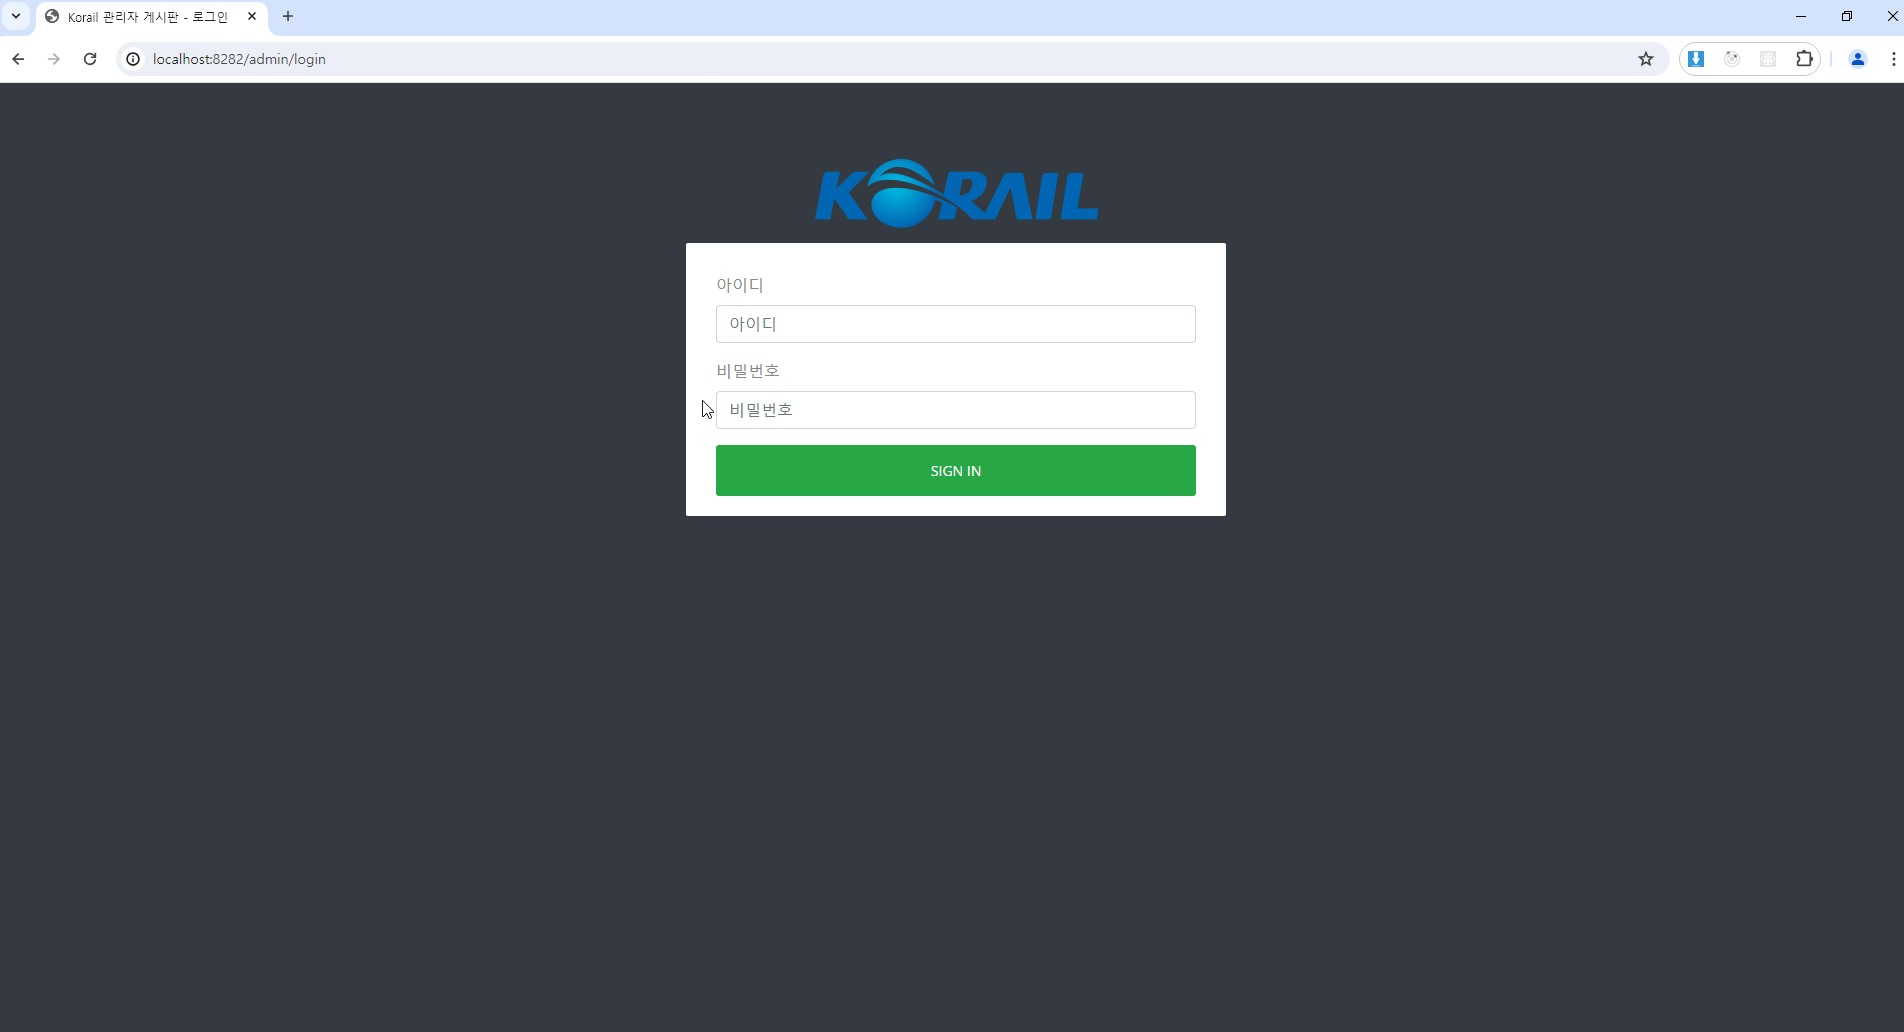 Korail 관리자 게시판 - 로그인
localhost:8282/admin/login
KORAIL
아이디
아이디
비밀번호
비밀번호
SIGN IN